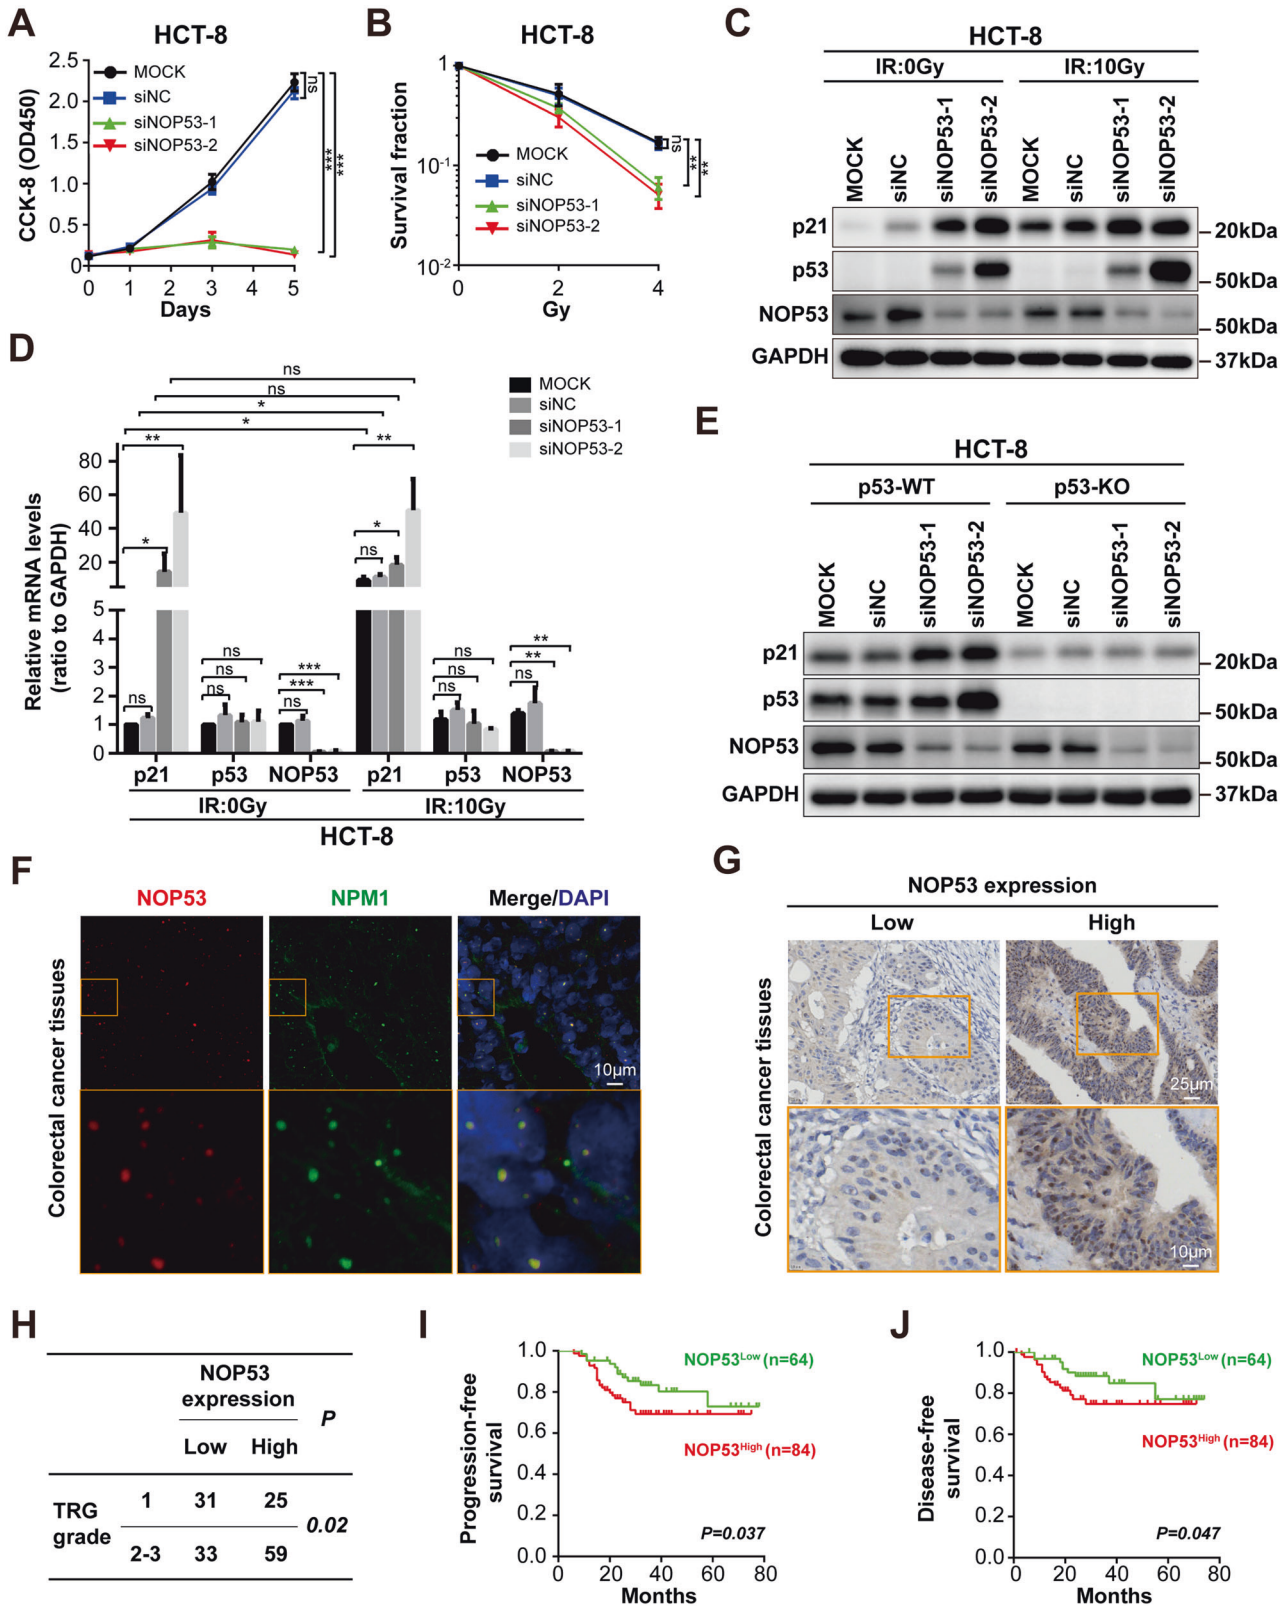 A
HCT-8
CCK-8 (OD450)
2.5
2.0
1.5
1.0
0.5
0
MOCK
siNC
siNOP53-1
siNOP53-2
ns
***
***
0 1 2 3 4 5
Days
B
HCT-8
Survival fraction
1
10-1
10-2
MOCK
siNC
siNOP53-1
siNOP53-2
ns
**
**
0 2 4
Gy
C
HCT-8
IR:0Gy IR:10Gy
MOCK siNC siNOP53-1 siNOP53-2 MOCK siNC siNOP53-1 siNOP53-2
p21 20kDa
p53 50kDa
NOP53 50kDa
GAPDH 37kDa
D
MOCK
siNC
siNOP53-1
siNOP53-2
Relative mRNA levels
(ratio to GAPDH)
ns
ns
*
*
** **
80
60
40
20
* * ns
5
4
3
2
1
0
ns ns ns ns *** *** ns
ns ns ns ** ** ns
p21 p53 NOP53 p21 p53 NOP53
IR:0Gy IR:10Gy
HCT-8
E
HCT-8
p53-WT p53-KO
MOCK siNC siNOP53-1 siNOP53-2 MOCK siNC siNOP53-1 siNOP53-2
p21 20kDa
p53 50kDa
NOP53 50kDa
GAPDH 37kDa
F
NOP53 NPM1 Merge/DAPI
Colorectal cancer tissues
10μm
G
NOP53 expression
Low High
Colorectal cancer tissues
25μm
10μm
H
NOP53
expression
P
Low High
TRG
grade
1 31 25
0.02
2-3 33 59
I
Progression-free
survival
1.0
0.8
0.6
0.4
0.2
0.0
NOP53Low (n=64)
NOP53High (n=84)
P=0.037
0 20 40 60 80
Months
J
Disease-free
survival
1.0
0.8
0.6
0.4
0.2
0.0
NOP53Low (n=64)
NOP53High (n=84)
P=0.047
0 20 40 60 80
Months